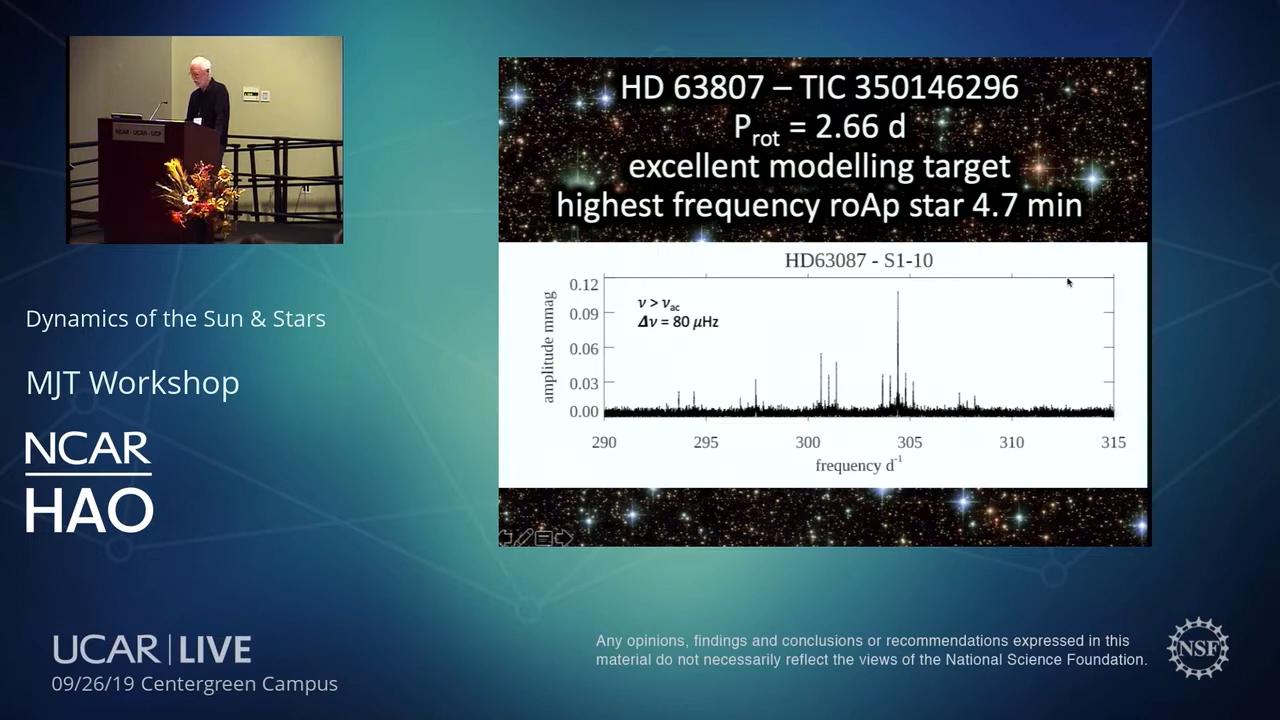 NCAR - UCAR - UCP
HD 63807 – TIC 350146296
Prot = 2.66 d
excellent modelling target
highest frequency roAp star 4.7 min
HD63087 - S1-10
ν > νac
Δν = 80 μHz
amplitude mmag
0.12
0.09
0.06
0.03
0.00
290 295 300 305 310 315
frequency d-1
Dynamics of the Sun & Stars
MJT Workshop
NCAR
HAO
UCAR | LIVE
09/26/19 Centergreen Campus
Any opinions, findings and conclusions or recommendations expressed in this
material do not necessarily reflect the views of the National Science Foundation.
NSF